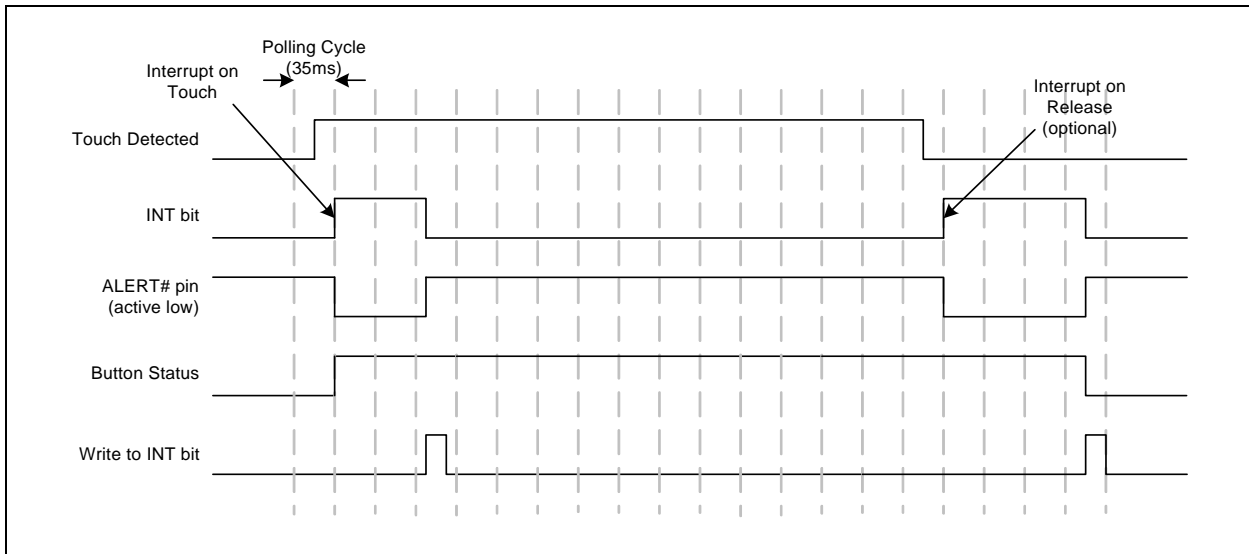 Polling Cycle
(35ms)
Interrupt on
Touch
Interrupt on
Release
(optional)
Touch Detected
INT bit
ALERT# pin
(active low)
Button Status
Write to INT bit